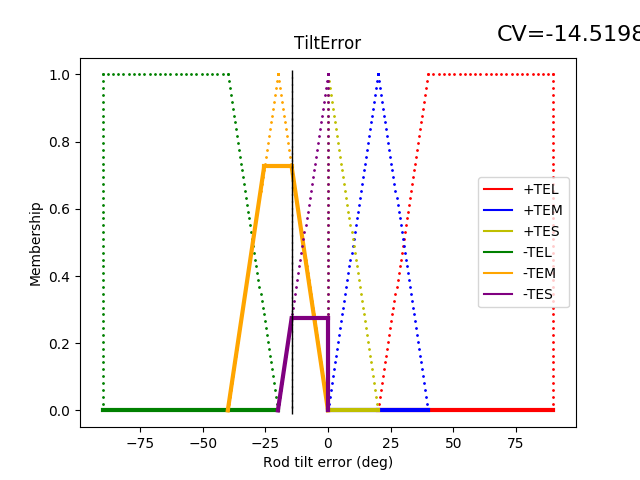 CV=-14.5198
TiltError
1.0
0.8
0.6
0.4
0.2
0.0
Membership
+TEL
+TEM
+TES
-TEL
-TEM
-TES
−75 −50 −25 0 25 50 75
Rod tilt error (deg)